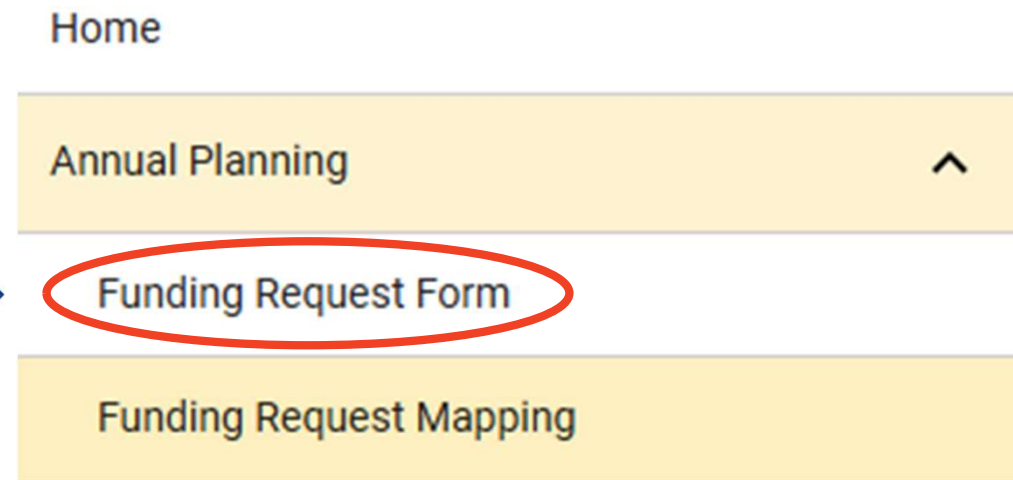 Home
Annual Planning
Funding Request Form
Funding Request Mapping